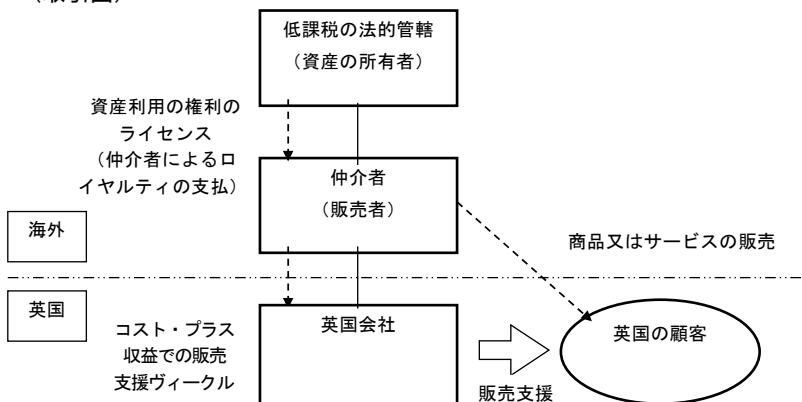 （取引図）
低課税の法的管轄
（資産の所有者）
資産利用の権利の
ライセンス
（仲介者によるロ
イヤルティの支払）
仲介者
（販売者）
海外
商品又はサービスの販売
英国
コスト・プラス
収益での販売
支援ヴィークル
英国会社
英国の顧客
販売支援